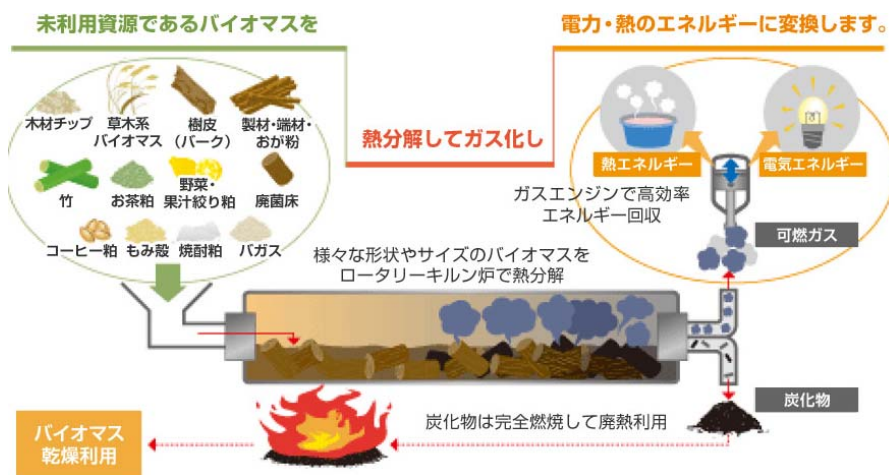 未利用資源であるバイオマスを
電力・熱のエネルギーに変換します。
熱分解してガス化し
木材チップ
草木系
バイオマス
樹皮
(バーク)
製材・端材・
おが粉
竹
お茶粕
野菜・
果汁絞り粕
廃菌床
コーヒー粕
もみ殻
焼酎粕
バガス
熱エネルギー
電気エネルギー
ガスエンジンで高効率
エネルギー回収
可燃ガス
様々な形状やサイズのバイオマスを
ロータリーキルン炉で熱分解
炭化物
炭化物は完全燃焼して廃熱利用
バイオマス
乾燥利用